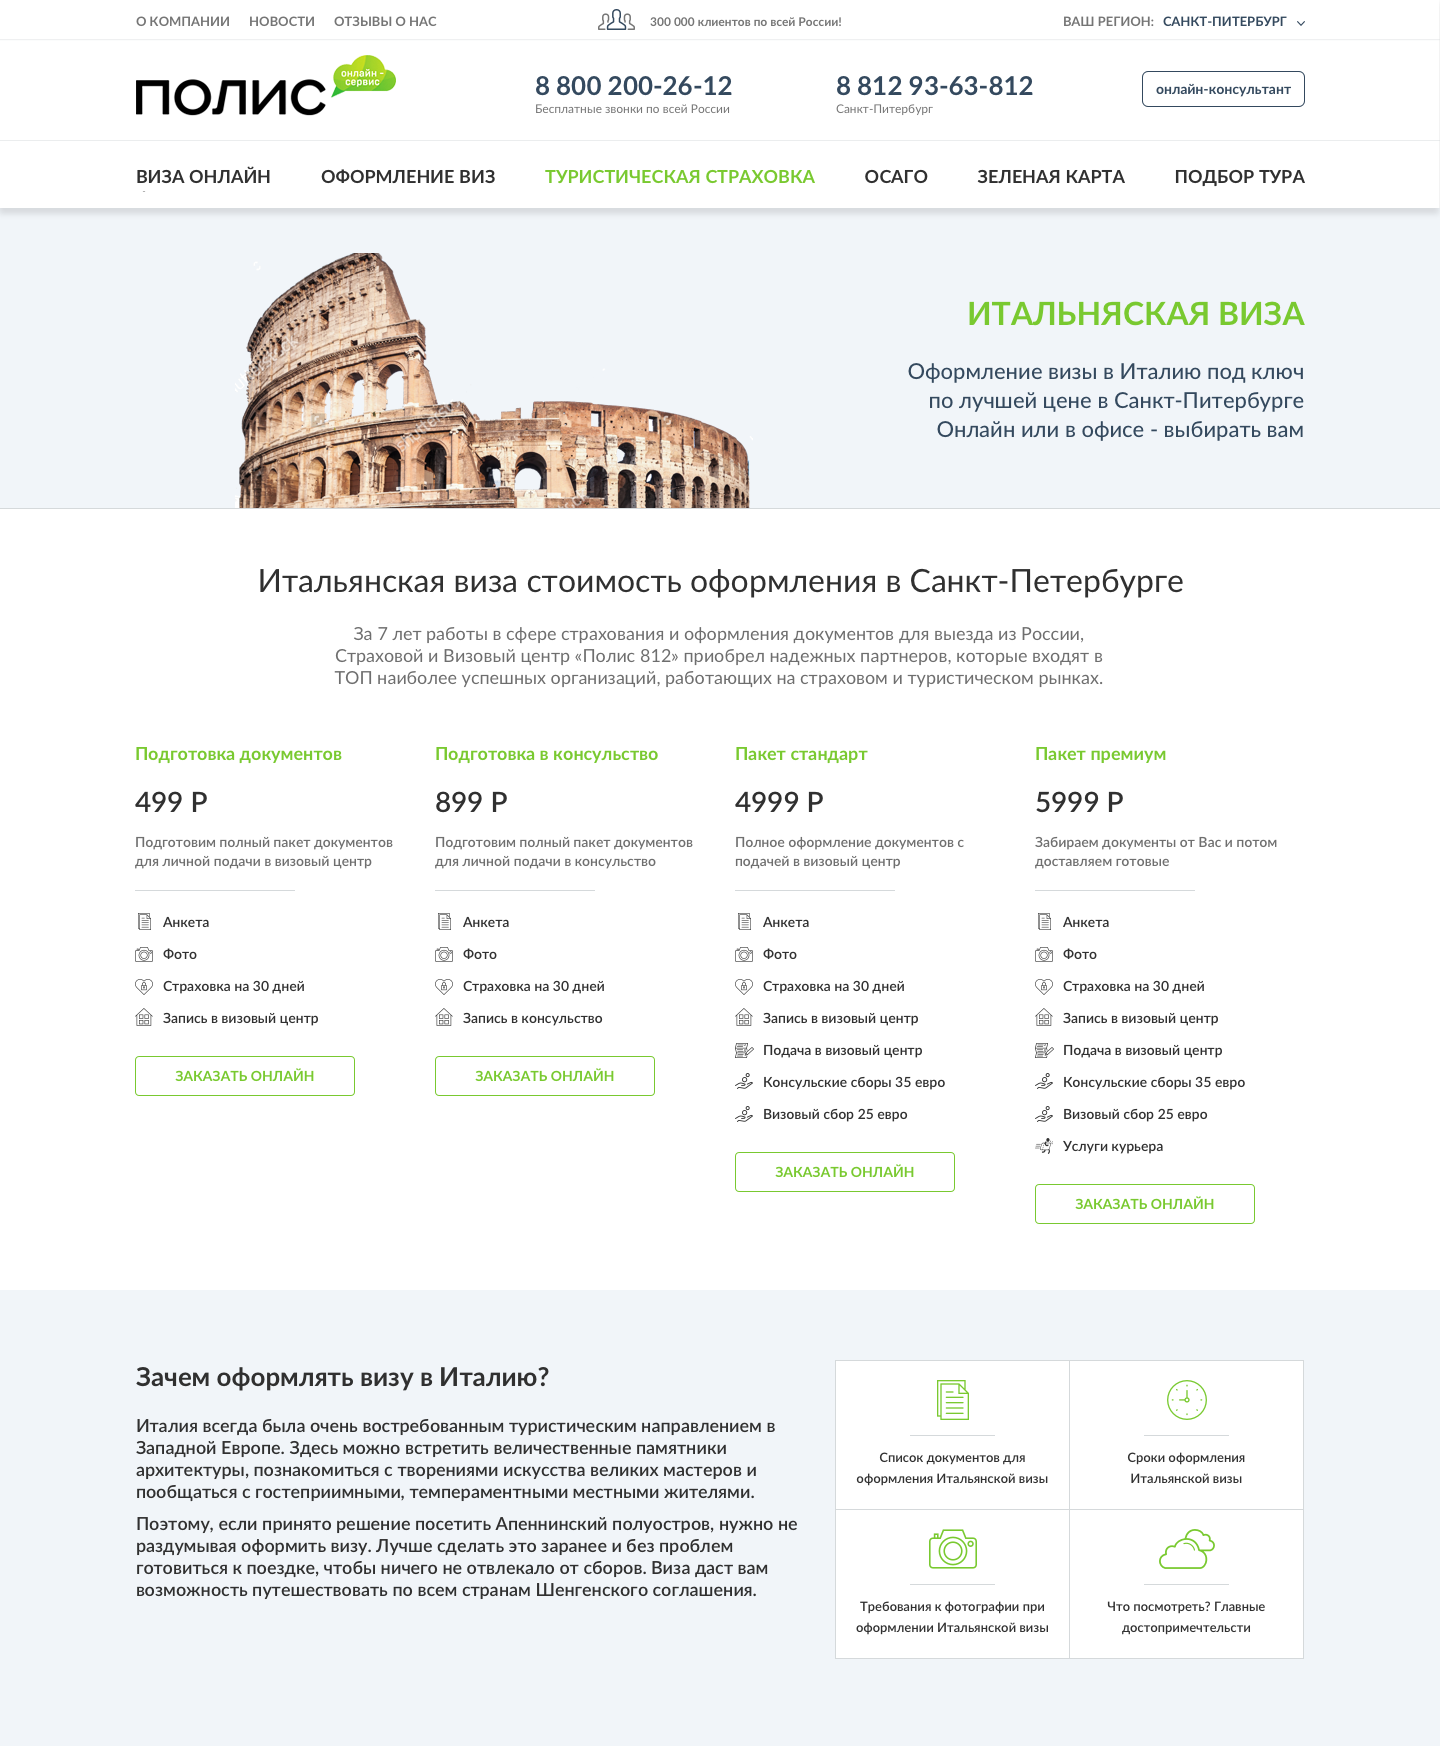 О КОМПАНИИ НОВОСТИ ОТЗЫВЫ О НАС
300 000 клиентов по всей России!
ВАШ РЕГИОН: САНКТ-ПИТЕРБУРГ
ПОЛИС
онлайн -
сервис
8 800 200-26-12
Бесплатные звонки по всей России
8 812 93-63-812
Санкт-Питербург
онлайн-консультант
ВИЗА ОНЛАЙН ОФОРМЛЕНИЕ ВИЗ ТУРИСТИЧЕСКАЯ СТРАХОВКА ОСАГО ЗЕЛЕНАЯ КАРТА ПОДБОР ТУРА
ИТАЛЬНЯСКАЯ ВИЗА
Оформление визы в Италию под ключ
по лучшей цене в Санкт-Питербурге
Онлайн или в офисе - выбирать вам
Итальянская виза стоимость оформления в Санкт-Петербурге
За 7 лет работы в сфере страхования и оформления документов для выезда из России,
Страховой и Визовый центр «Полис 812» приобрел надежных партнеров, которые входят в
ТОП наиболее успешных организаций, работающих на страховом и туристическом рынках.
Подготовка документов
499 Р
Подготовим полный пакет документов
для личной подачи в визовый центр
Анкета
Фото
Страховка на 30 дней
Запись в визовый центр
ЗАКАЗАТЬ ОНЛАЙН
Подготовка в консульство
899 Р
Подготовим полный пакет документов
для личной подачи в консульство
Анкета
Фото
Страховка на 30 дней
Запись в консульство
ЗАКАЗАТЬ ОНЛАЙН
Пакет стандарт
4999 Р
Полное оформление документов с
подачей в визовый центр
Анкета
Фото
Страховка на 30 дней
Запись в визовый центр
Подача в визовый центр
Консульские сборы 35 евро
Визовый сбор 25 евро
ЗАКАЗАТЬ ОНЛАЙН
Пакет премиум
5999 Р
Забираем документы от Вас и потом
доставляем готовые
Анкета
Фото
Страховка на 30 дней
Запись в визовый центр
Подача в визовый центр
Консульские сборы 35 евро
Визовый сбор 25 евро
Услуги курьера
ЗАКАЗАТЬ ОНЛАЙН
Зачем оформлять визу в Италию?
Италия всегда была очень востребованным туристическим направлением в
Западной Европе. Здесь можно встретить величественные памятники
архитектуры, познакомиться с творениями искусства великих мастеров и
пообщаться с гостеприимными, темпераментными местными жителями.
Поэтому, если принято решение посетить Апеннинский полуостров, нужно не
раздумывая оформить визу. Лучше сделать это заранее и без проблем
готовиться к поездке, чтобы ничего не отвлекало от сборов. Виза даст вам
возможность путешествовать по всем странам Шенгенского соглашения.
Список документов для
оформления Итальянской визы
Сроки оформления
Итальянской визы
Требования к фотографии при
оформлении Итальянской визы
Что посмотреть? Главные
достопримечтельсти